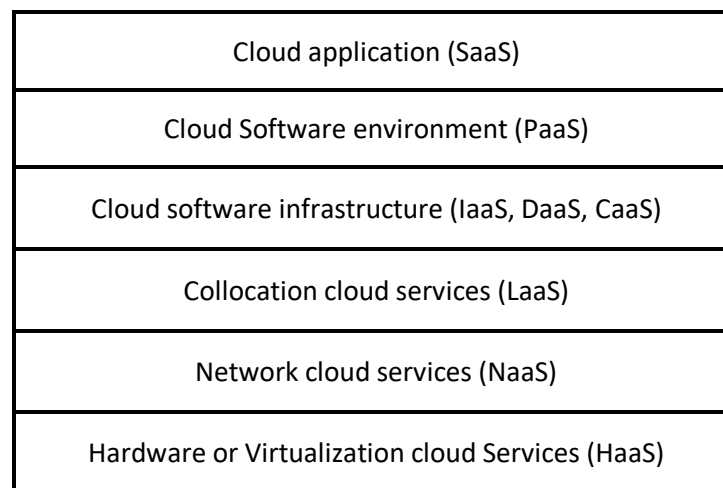 Cloud application (SaaS)
Cloud Software environment (PaaS)
Cloud software infrastructure (IaaS, DaaS, CaaS)
Collocation cloud services (LaaS)
Network cloud services (NaaS)
Hardware or Virtualization cloud Services (HaaS)